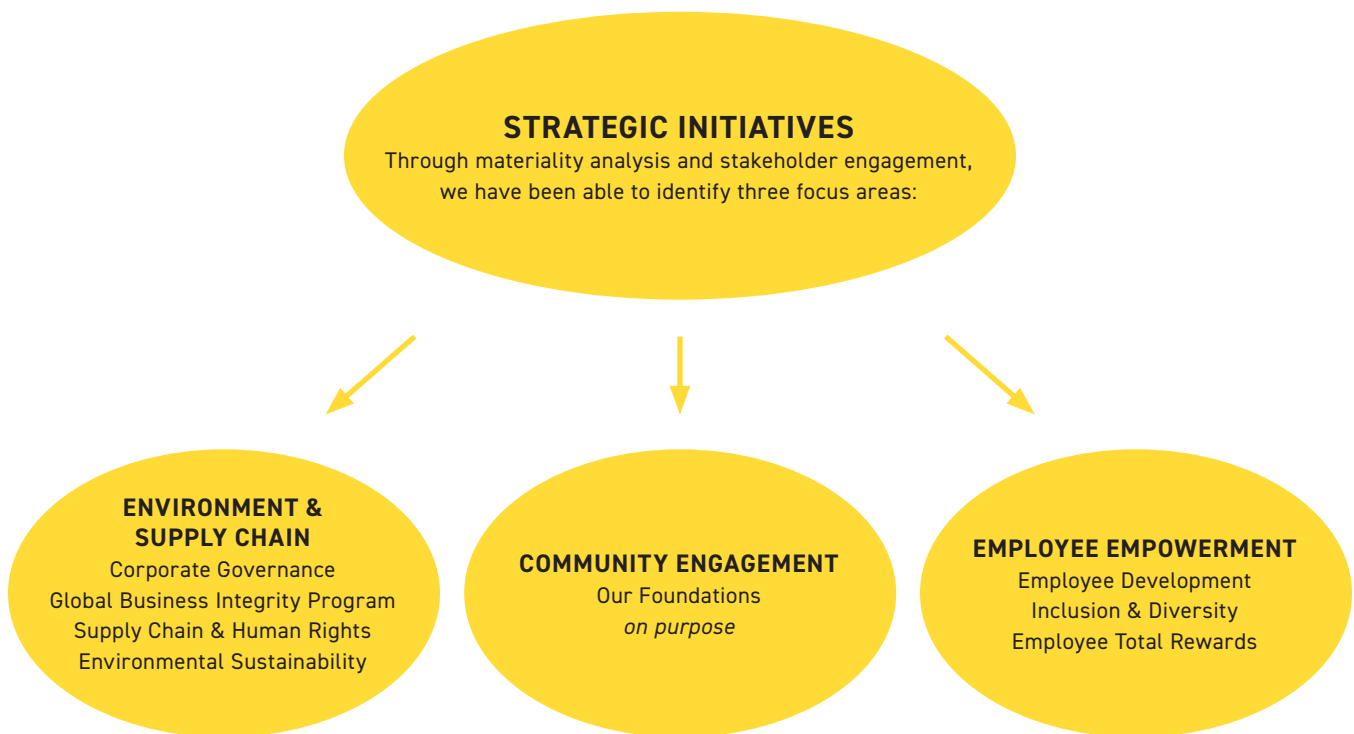 STRATEGIC INITIATIVES
Through materiality analysis and stakeholder engagement,
we have been able to identify three focus areas:
ENVIRONMENT &
SUPPLY CHAIN
Corporate Governance
Global Business Integrity Program
Supply Chain & Human Rights
Environmental Sustainability
COMMUNITY ENGAGEMENT
Our Foundations
on purpose
EMPLOYEE EMPOWERMENT
Employee Development
Inclusion & Diversity
Employee Total Rewards